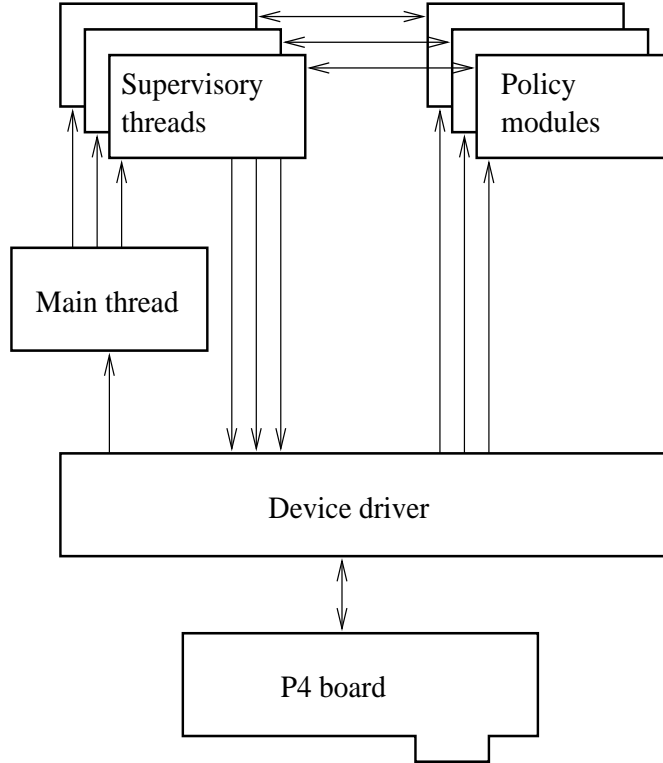 Supervisory
threads
Policy
modules
Main thread
Device driver
P4 board